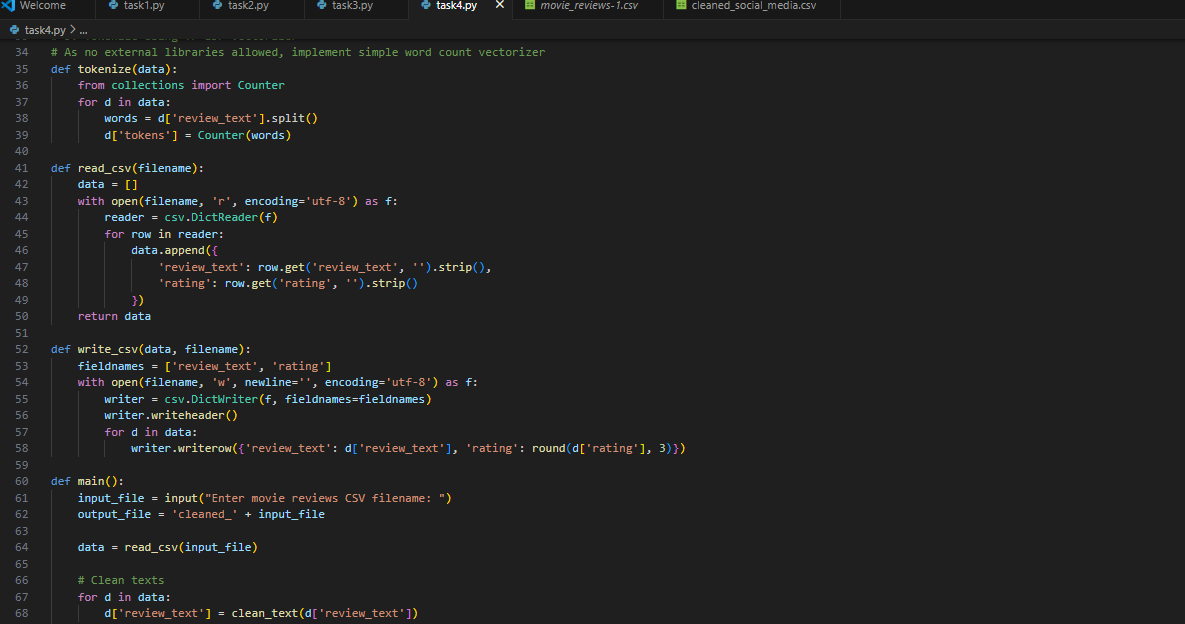 Welcome task1.py task2.py task3.py task4.py × movie_reviews-1.csv cleaned_social_media.csv
task4.py > ...
34 # As no external libraries allowed, implement simple word count vectorizer
35 def tokenize(data):
36     from collections import Counter
37     for d in data:
38         words = d['review_text'].split()
39         d['tokens'] = Counter(words)
40
41 def read_csv(filename):
42     data = []
43     with open(filename, 'r', encoding='utf-8') as f:
44         reader = csv.DictReader(f)
45         for row in reader:
46             data.append({
47                 'review_text': row.get('review_text', '').strip(),
48                 'rating': row.get('rating', '').strip()
49             })
50     return data
51
52 def write_csv(data, filename):
53     fieldnames = ['review_text', 'rating']
54     with open(filename, 'w', newline='', encoding='utf-8') as f:
55         writer = csv.DictWriter(f, fieldnames=fieldnames)
56         writer.writeheader()
57         for d in data:
58             writer.writerow({'review_text': d['review_text'], 'rating': round(d['rating'], 3)})
59
60 def main():
61     input_file = input("Enter movie reviews CSV filename: ")
62     output_file = 'cleaned_' + input_file
63
64     data = read_csv(input_file)
65
66     # Clean texts
67     for d in data:
68         d['review_text'] = clean_text(d['review_text'])